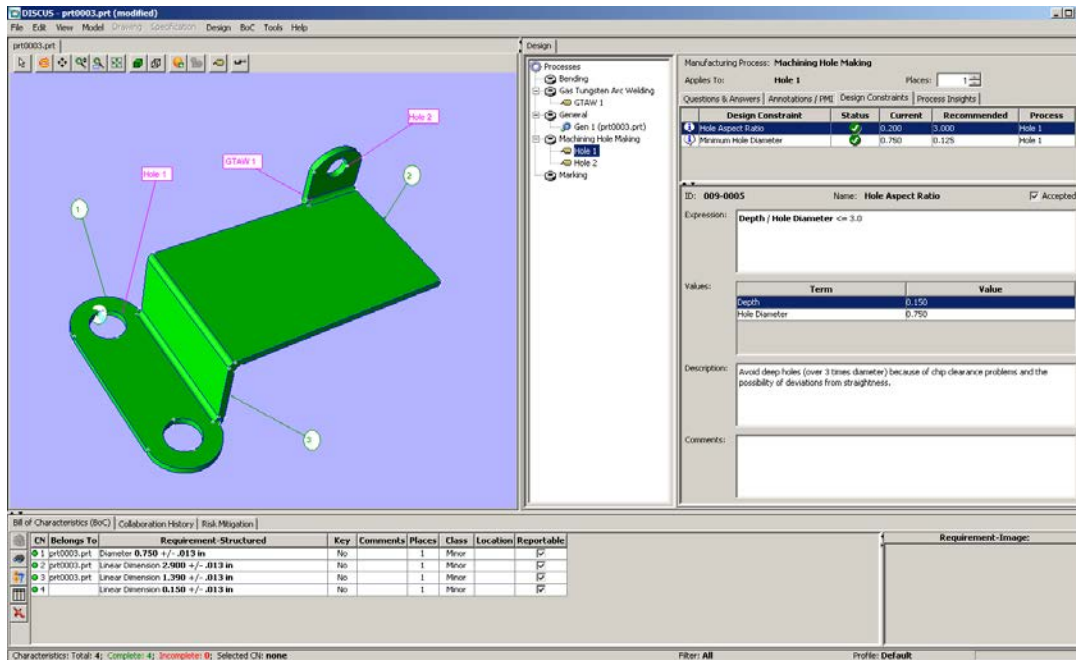 DISCUS - prt0003.prt (modified)
File Edit View Model Drawing Specification Design BoC Tools Help
prt0003.prt
Hole 2
GTAW 1
Hole 1
1
2
3
Design
Processes
Bending
Gas Tungsten Arc Welding
GTAW 1
General
Gen 1 (prt0003.prt)
Machining Hole Making
Hole 1
Hole 2
Marking
Manufacturing Process: Machining Hole Making
Applies To: Hole 1 Places: 1
Questions & Answers Annotations / PMI Design Constraints Process Insights
Design Constraint Status Current Recommended Process
Hole Aspect Ratio 0.200 3.000 Hole 1
Minimum Hole Diameter 0.750 0.125 Hole 1
ID: 009-0005 Name: Hole Aspect Ratio Accepted
Expression: Depth / Hole Diameter <= 3.0
Values: Term Value
Depth 0.150
Hole Diameter 0.750
Description: Avoid deep holes (over 3 times diameter) because of chip clearance problems and the
possibility of deviations from straightness.
Comments:
Bill of Characteristics (BoC) Collaboration History Risk Mitigation
CN Belongs To Requirement-Structured Key Comments Places Class Location Reportable
1 prt0003.prt Diameter 0.750 +/- .013 in No 1 Minor
2 prt0003.prt Linear Dimension 2.900 +/- .013 in No 1 Minor
3 prt0003.prt Linear Dimension 1.390 +/- .013 in No 1 Minor
4 Linear Dimension 0.150 +/- .013 in No 1 Minor
Requirement-Image:
Characteristics: Total: 4; Complete: 4; Incomplete: 0; Selected CN: none Filter: All Profile: Default